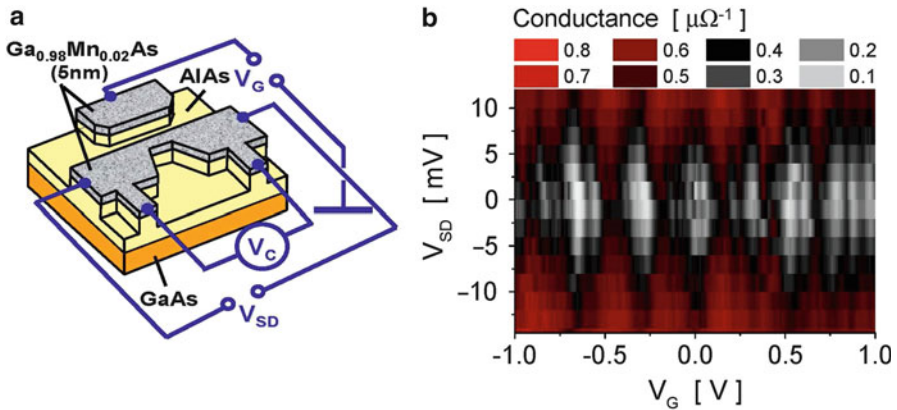 a
Ga0.98Mn0.02As
(5nm)
AlAs
VG
VC
GaAs
VSD
b
Conductance [ μΩ-1 ]
0.8 0.6 0.4 0.2
0.7 0.5 0.3 0.1
10
5
0
−5
−10
VSD [ mV ]
-1.0 -0.5 0.0 0.5 1.0
VG [ V ]